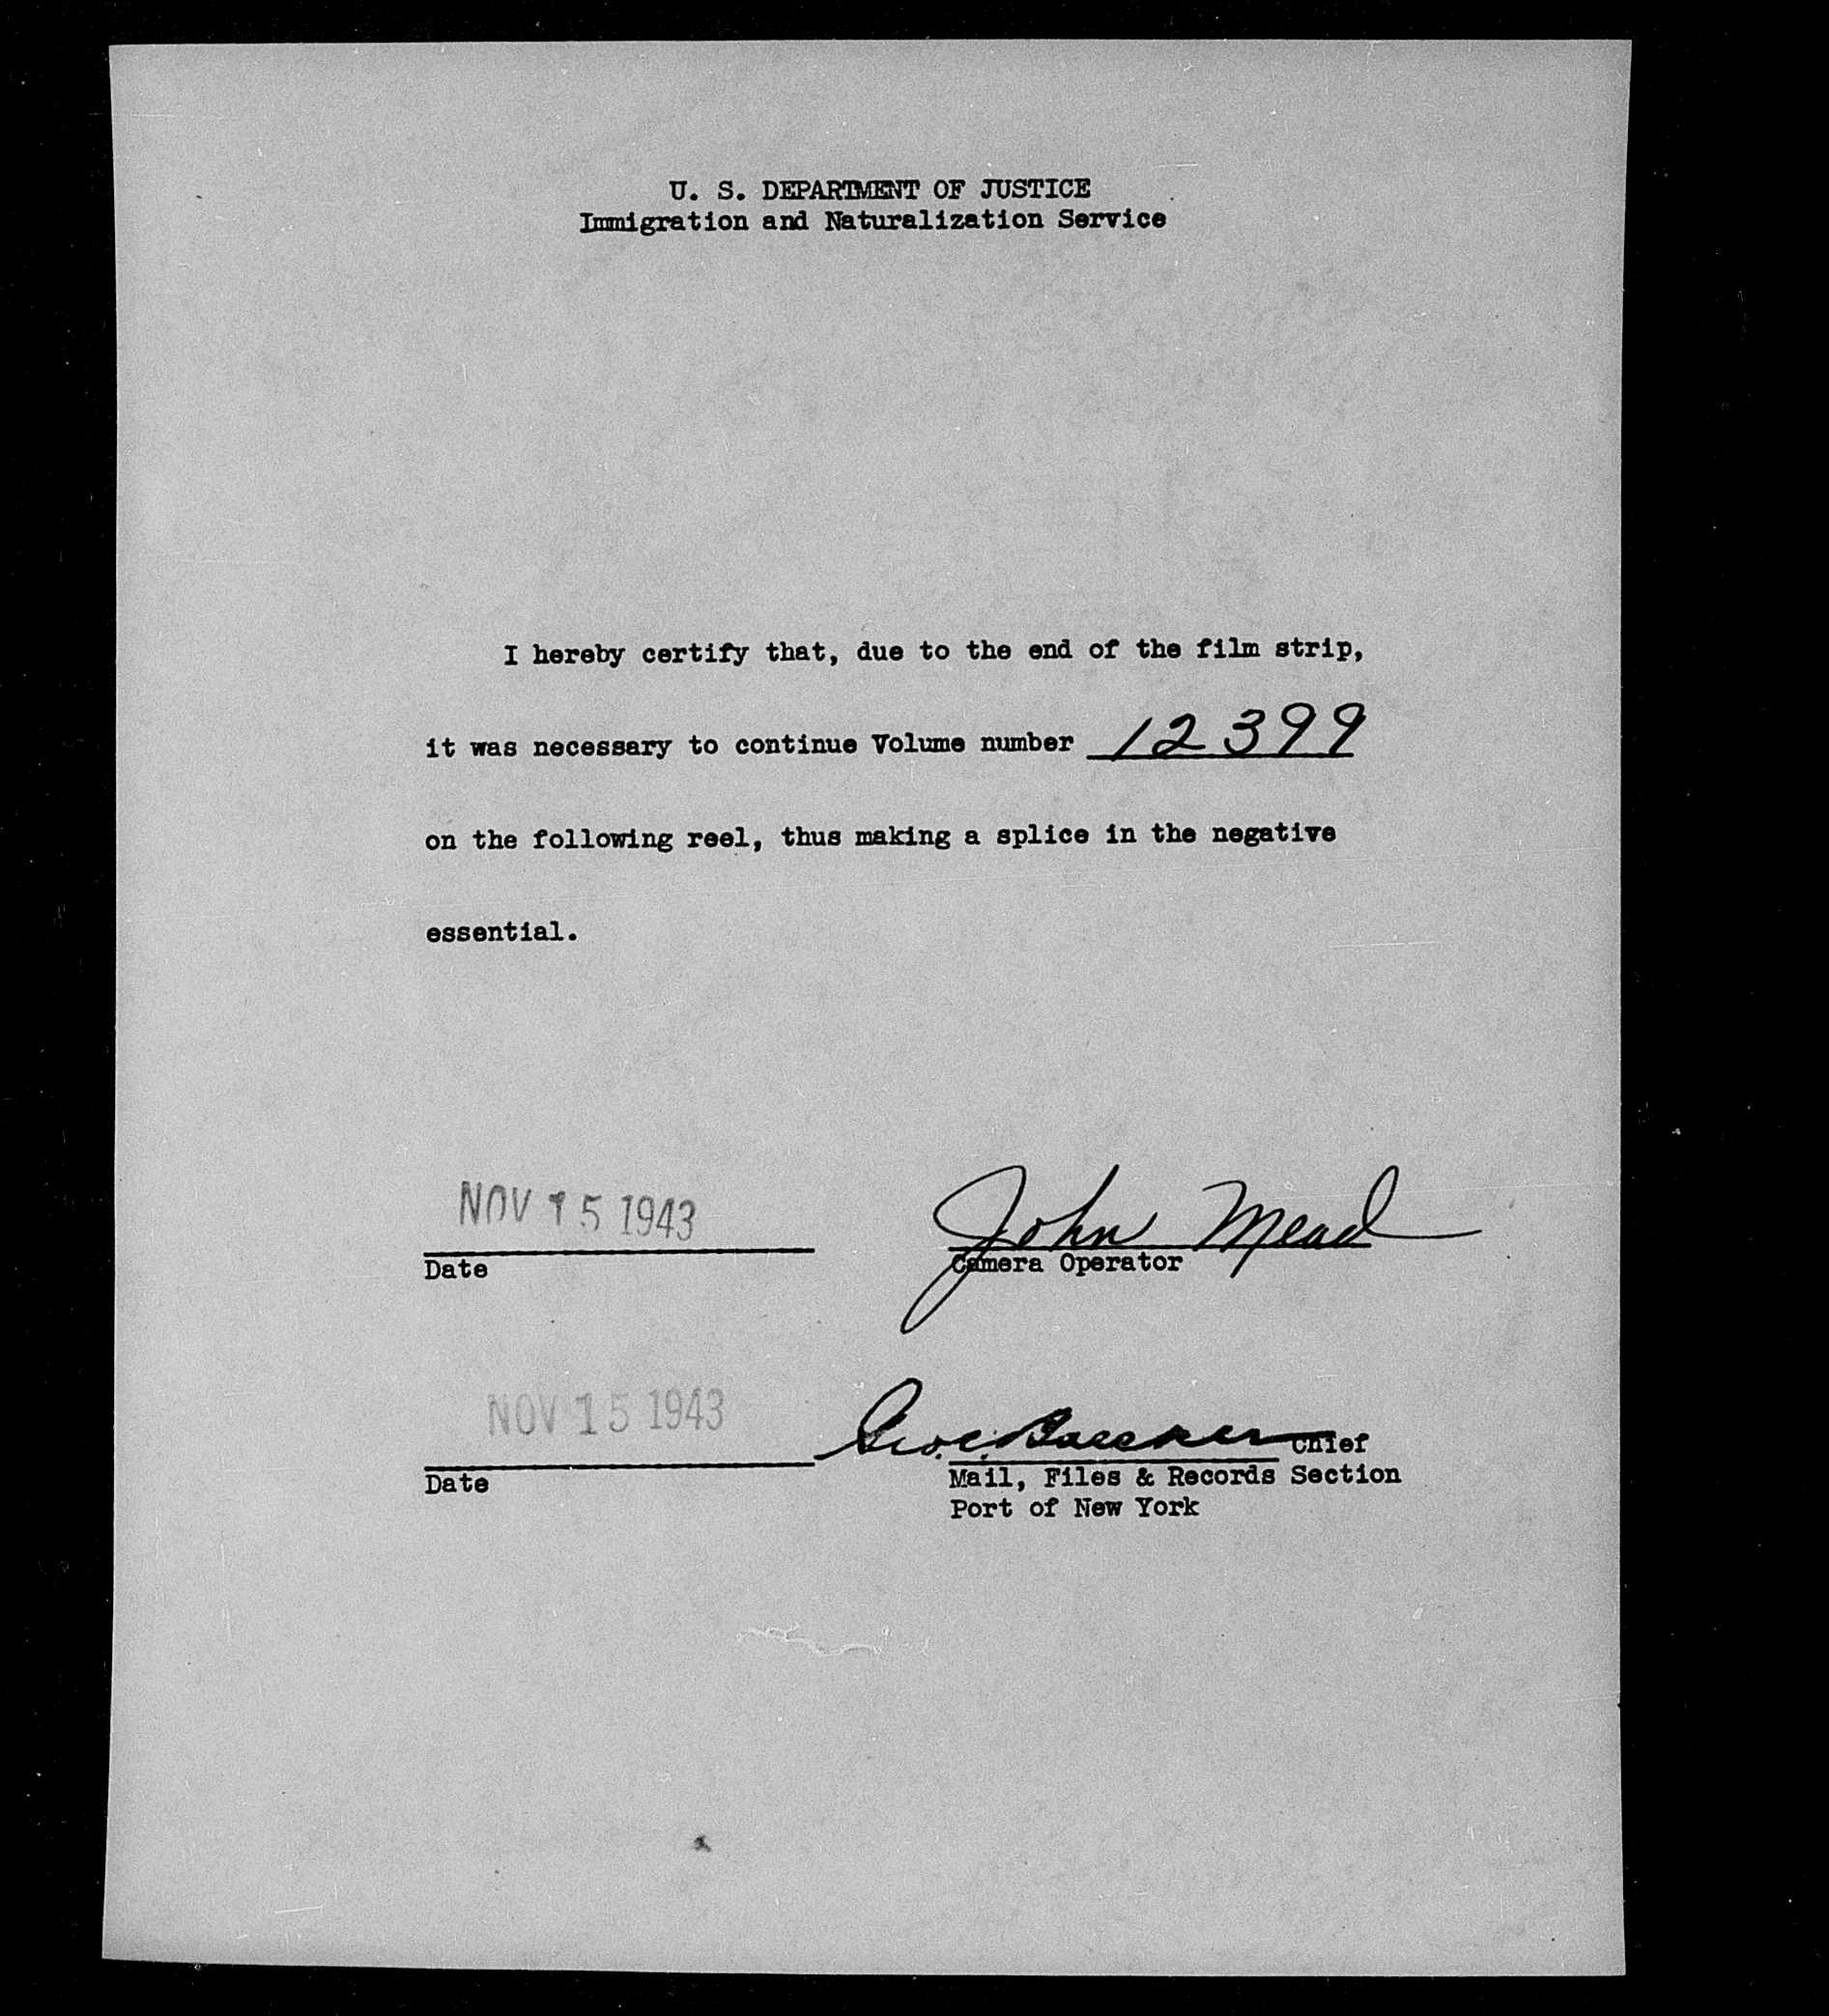 U. S. DEPARTMENT OF JUSTICE
Immigration and Naturalization Service
I hereby certify that, due to the end of the film strip,
it was necessary to continue Volume number 12399
on the following reel, thus making a splice in the negative
essential.
NOV 15 1943 John Mead
Date Camera Operator
NOV 15 1943 Geo. C. Chief
Date Mail, Files & Records Section
Port of New York